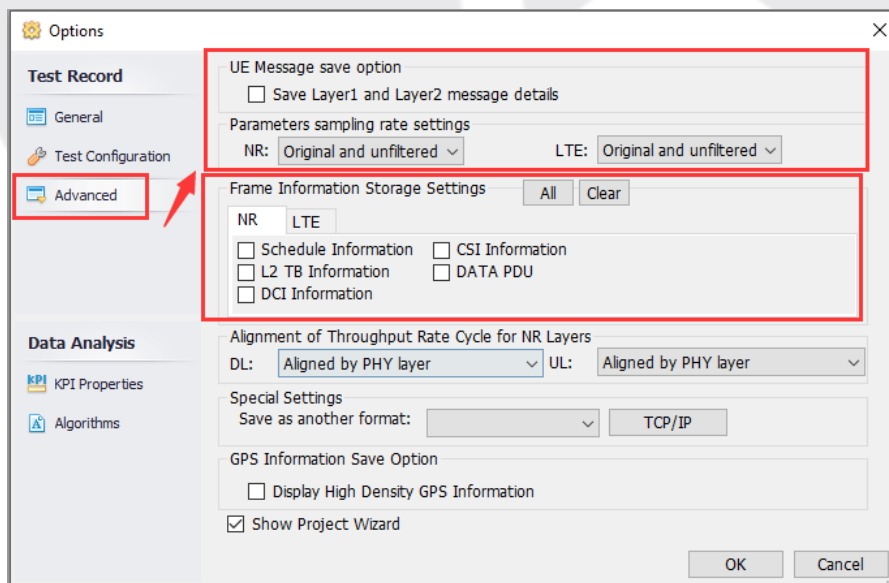 Options
Test Record
General
Test Configuration
Advanced
Data Analysis
KPI KPI Properties
A Algorithms
UE Message save option
Save Layer1 and Layer2 message details
Parameters sampling rate settings
NR: Original and unfiltered LTE: Original and unfiltered
Frame Information Storage Settings All Clear
NR LTE
Schedule Information CSI Information
L2 TB Information DATA PDU
DCI Information
Alignment of Throughput Rate Cycle for NR Layers
DL: Aligned by PHY layer UL: Aligned by PHY layer
Special Settings
Save as another format: TCP/IP
GPS Information Save Option
Display High Density GPS Information
Show Project Wizard
OK Cancel